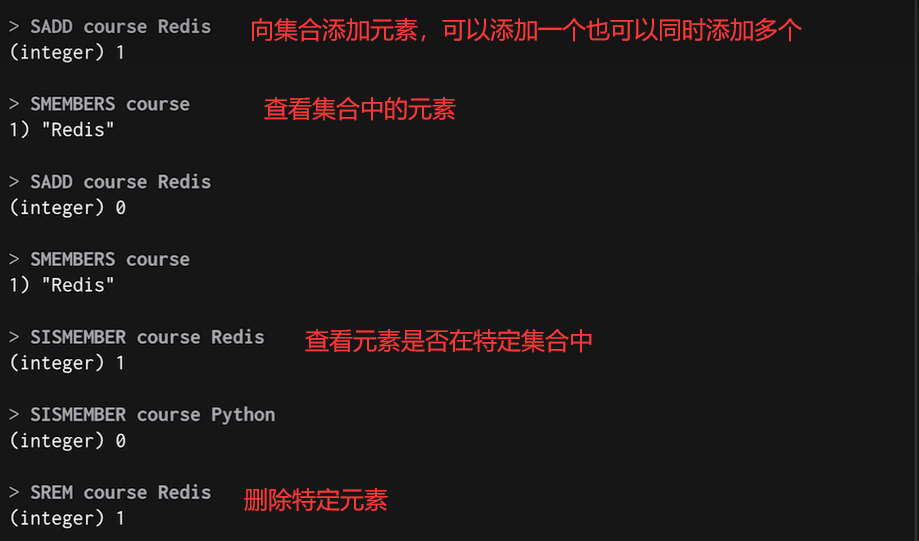 > SADD course Redis 向集合添加元素，可以添加一个也可以同时添加多个
(integer) 1
> SMEMBERS course 查看集合中的元素
1) "Redis"
> SADD course Redis
(integer) 0
> SMEMBERS course
1) "Redis"
> SISMEMBER course Redis 查看元素是否在特定集合中
(integer) 1
> SISMEMBER course Python
(integer) 0
> SREM course Redis 删除特定元素
(integer) 1